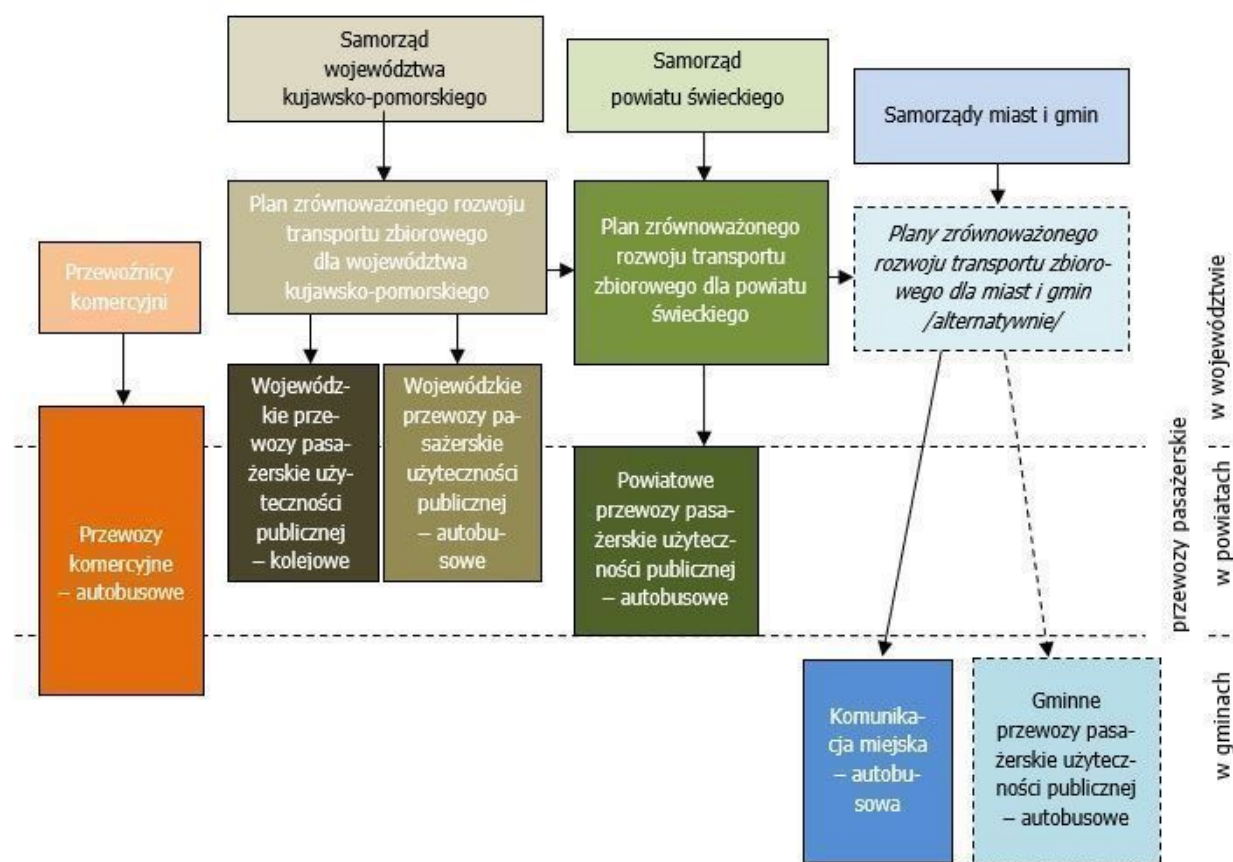 Samorząd
województwa
kujawsko-pomorskiego
Samorząd
powiatu świeckiego
Samorządy miast i gmin
Plan zrównoważonego rozwoju
transportu zbiorowego
dla województwa
kujawsko-pomorskiego
Plan zrównoważonego
rozwoju transportu
zbiorowego dla powiatu
świeckiego
Plany zrównoważonego
rozwoju transportu zbioro-
wego dla miast i gmin
/alternatywnie/
Przewoźnicy
komercyjni
Przewozy
komercyjne
– autobusowe
Wojewódz-
kie prze-
wozy pasa-
żerskie uży-
teczności
publicznej
– kolejowe
Wojewódzkie
przewozy pa-
sażerskie
użyteczności
publicznej
– autobu-
sowe
Powiatowe
przewozy pasa-
żerskie użytecz-
ności publicznej
– autobusowe
Komunika-
cja miejska
– autobu-
sowa
Gminne
przewozy pasa-
żerskie użytecz-
ności publicznej
– autobusowe
przewozy pasażerskie
w województwie
w powiatach
w gminach